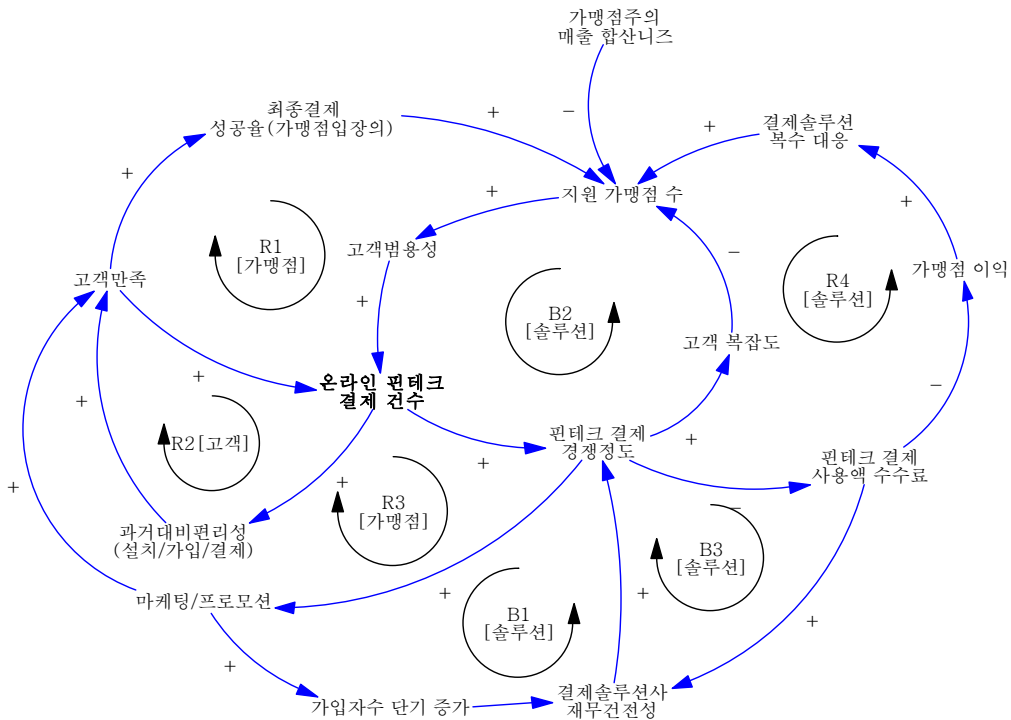 가맹점주의
매출 합산니즈
최종결제
성공율(가맹점입장의)
+
−
+
결제솔루션
복수 대응
+
지원 가맹점 수
+
+
R1
[가맹점]
고객범용성
−
고객만족
+
B2
[솔루션]
R4
[솔루션]
가맹점 이익
고객 복잡도
+
온라인 핀테크
결제 건수
+
−
R2[고객]
핀테크 결제
경쟁정도
+
+
핀테크 결제
사용액 수수료
+
+
R3
[가맹점]
−
과거대비편리성
(설치/가입/결제)
B3
[솔루션]
마케팅/프로모션
+
+
B1
[솔루션]
+
+
가입자수 단기 증가
결제솔루션사
재무건전성